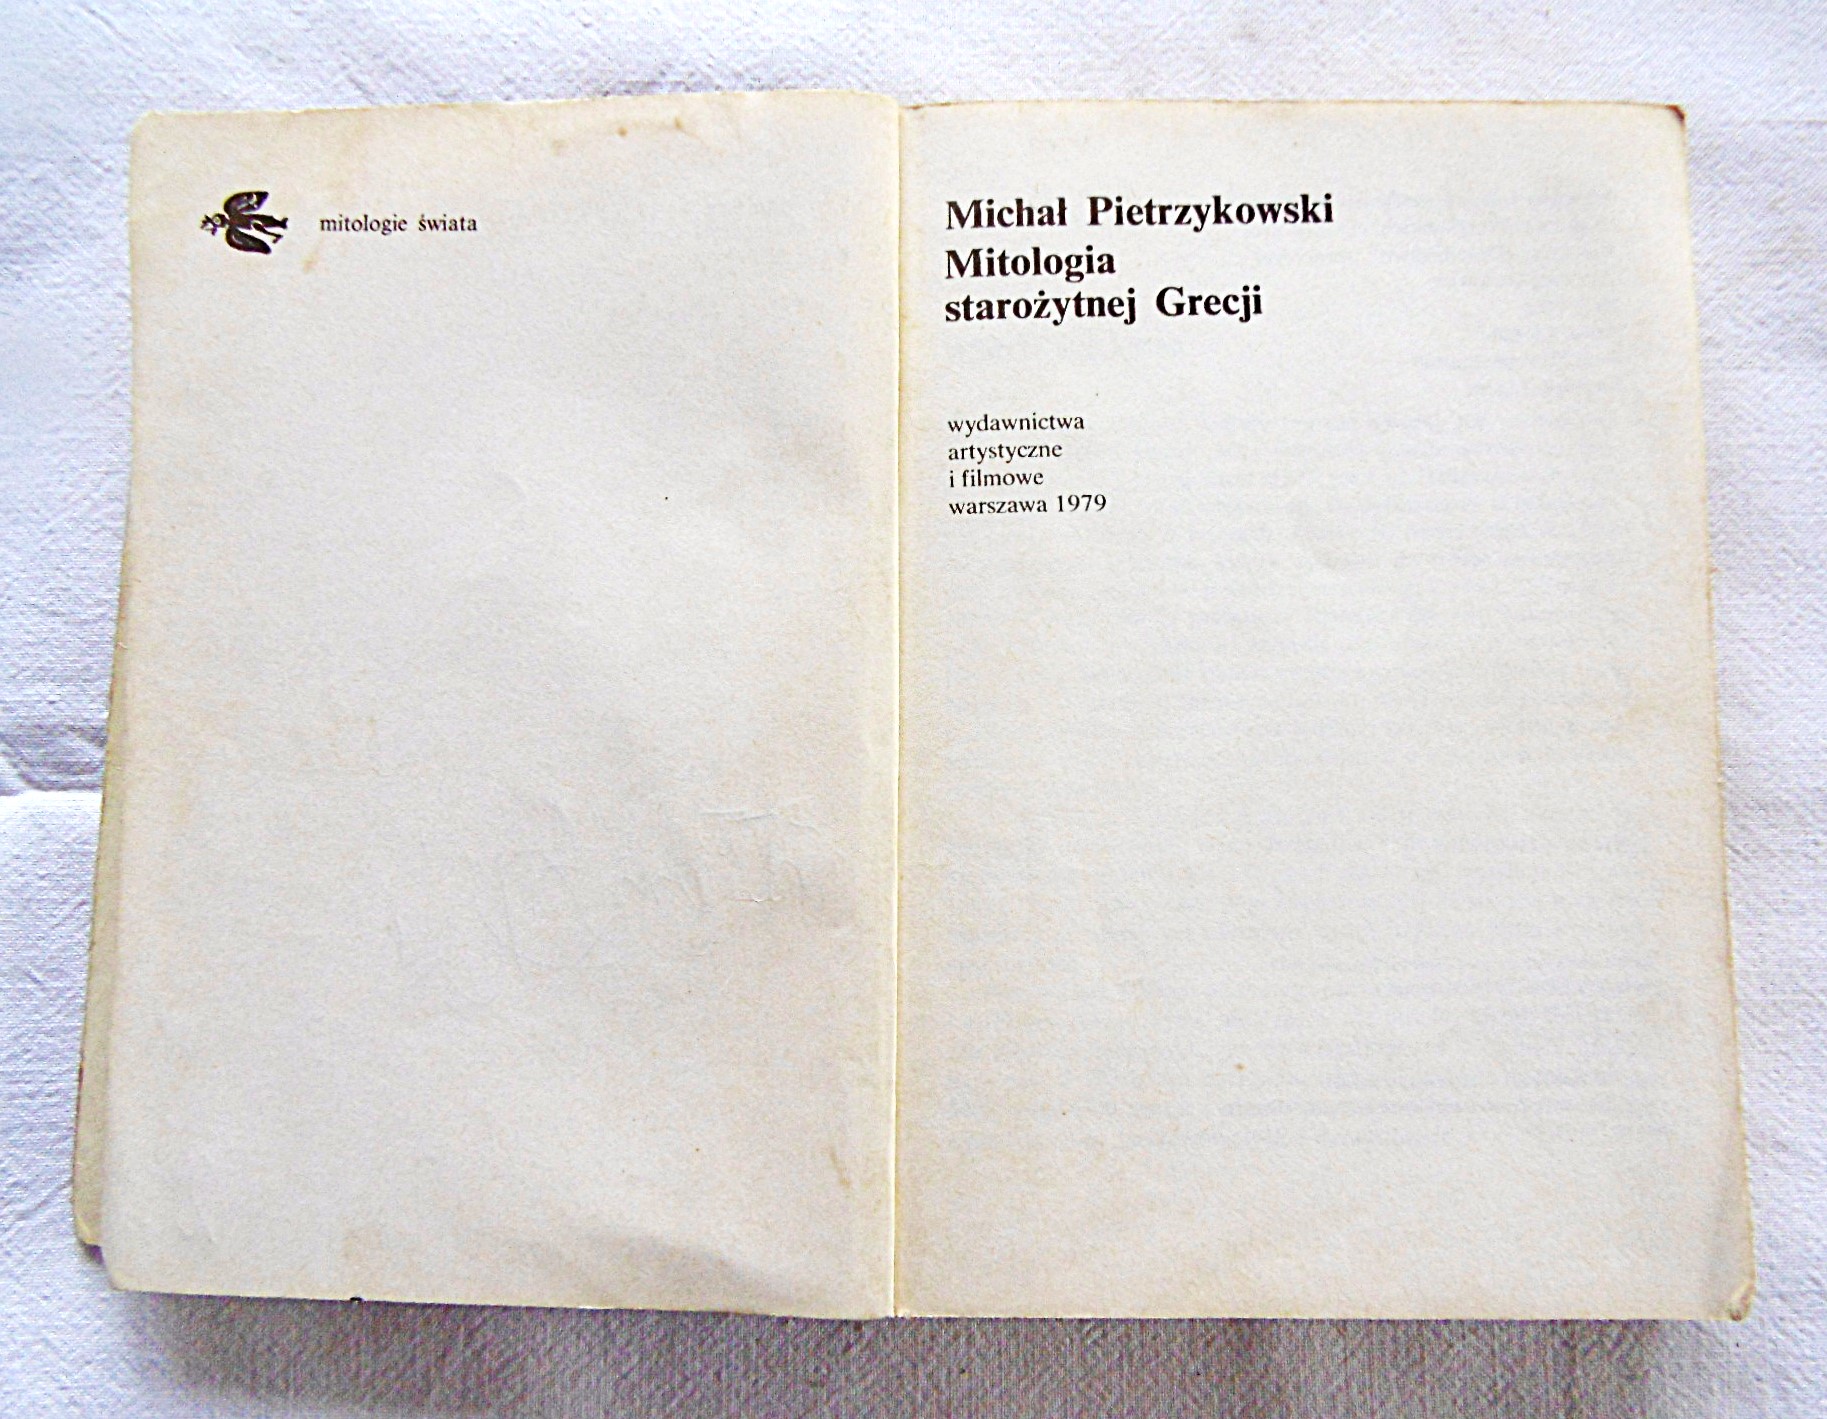 mitologie świata
Michał Pietrzykowski
Mitologia
starożytnej Grecji
wydawnictwa
artystyczne
i filmowe
warszawa 1979